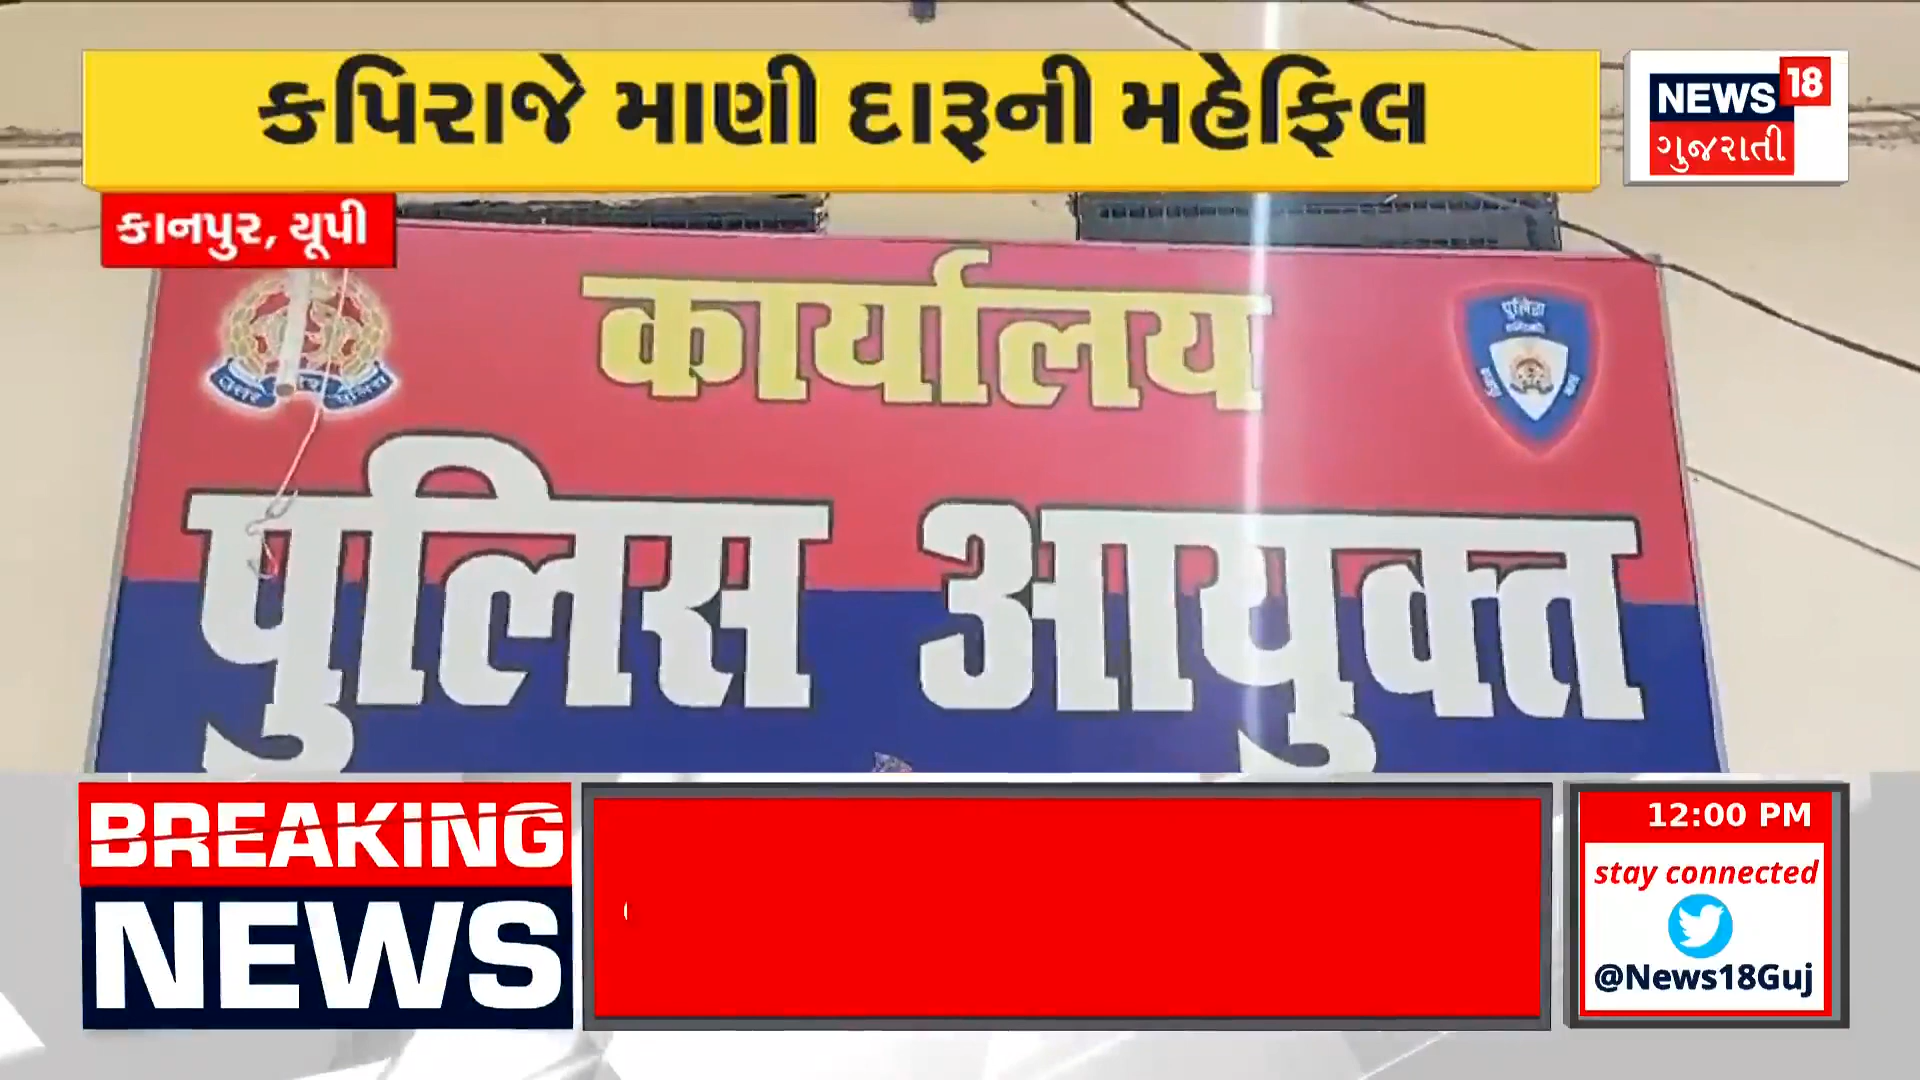 કપિરાજે માણી દારૂની મહેફિલ
NEWS 18
ગુજરાતી
કાનપુર, યૂપી
कार्यालय
पुलिस
पुलिस आयुक्त
BREAKING
NEWS
12:00 PM
stay connected
@News18Guj